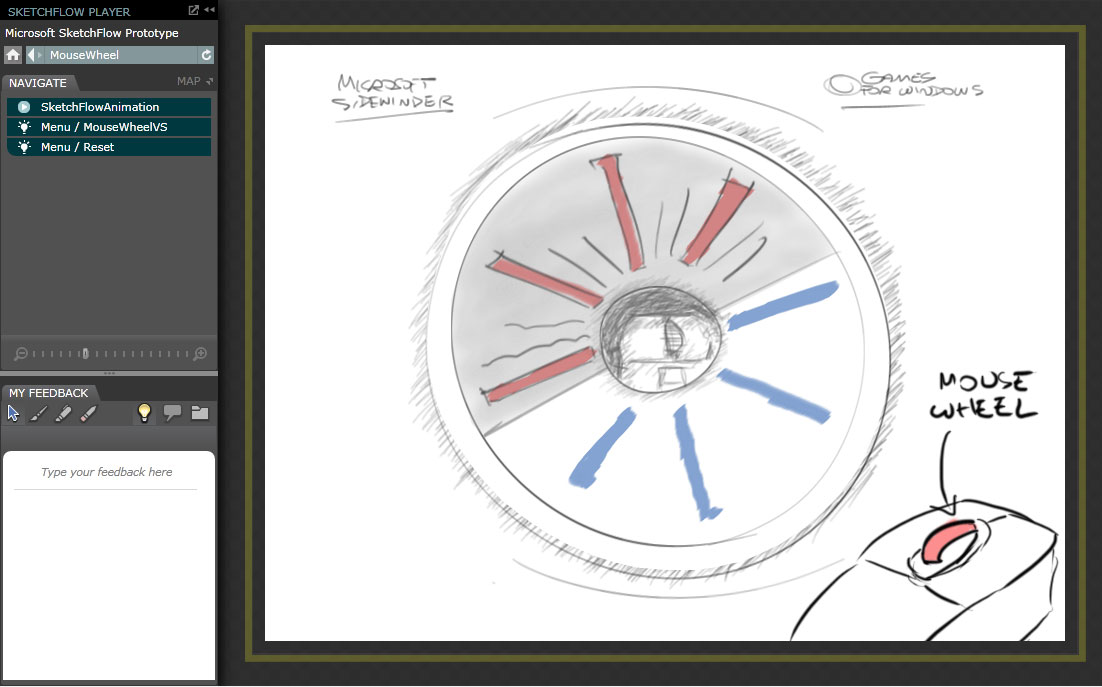 SKETCHFLOW PLAYER
Microsoft SketchFlow Prototype
MouseWheel
NAVIGATE
MAP
SketchFlowAnimation
Menu / MouseWheelVS
Menu / Reset
MY FEEDBACK
Type your feedback here
MICROSOFT
SIDEWINDER
GAMES
FOR WINDOWS
MOUSE
WHEEL